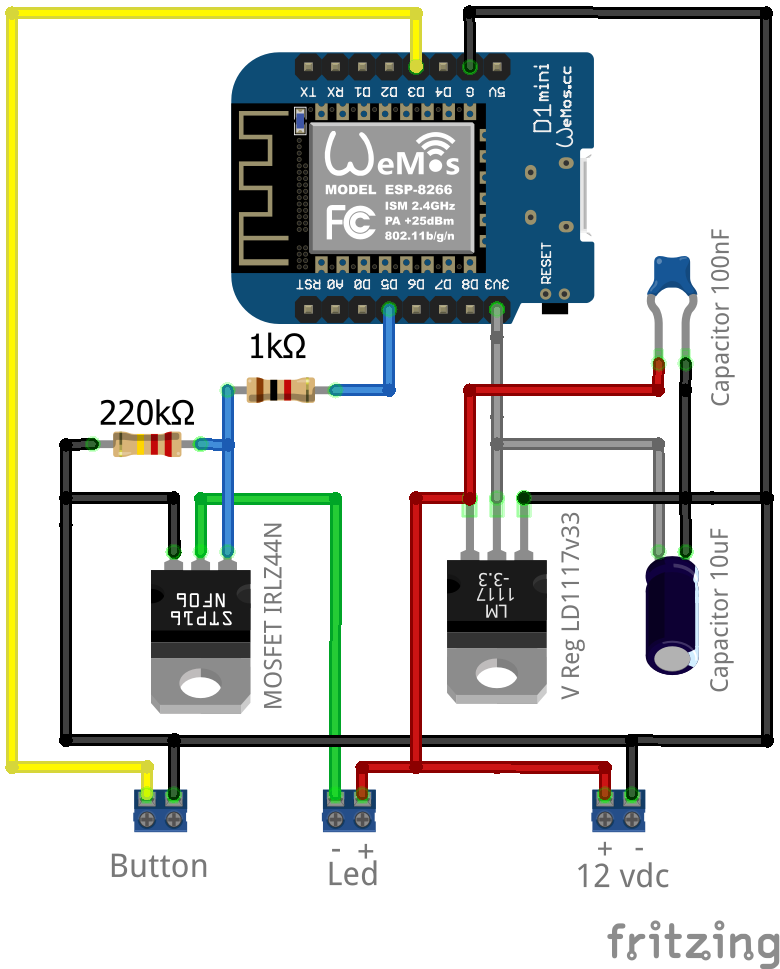 TX RX D1 D2 D3 D4 G 5V
D1mini
WeMos.cc
WeMos
MODEL ESP-8266
ISM 2.4GHz
PA +25dBm
802.11b/g/n
FC
RESET
RST A0 D0 D5 D6 D7 D8 3V3
Capacitor 100nF
1kΩ
220kΩ
STP16
NF06
MOSFET IRLZ44N
LM
1117
-3.3
V Reg LD1117v33
Capacitor 10uF
Button
- +
Led
+ -
12 vdc
fritzing